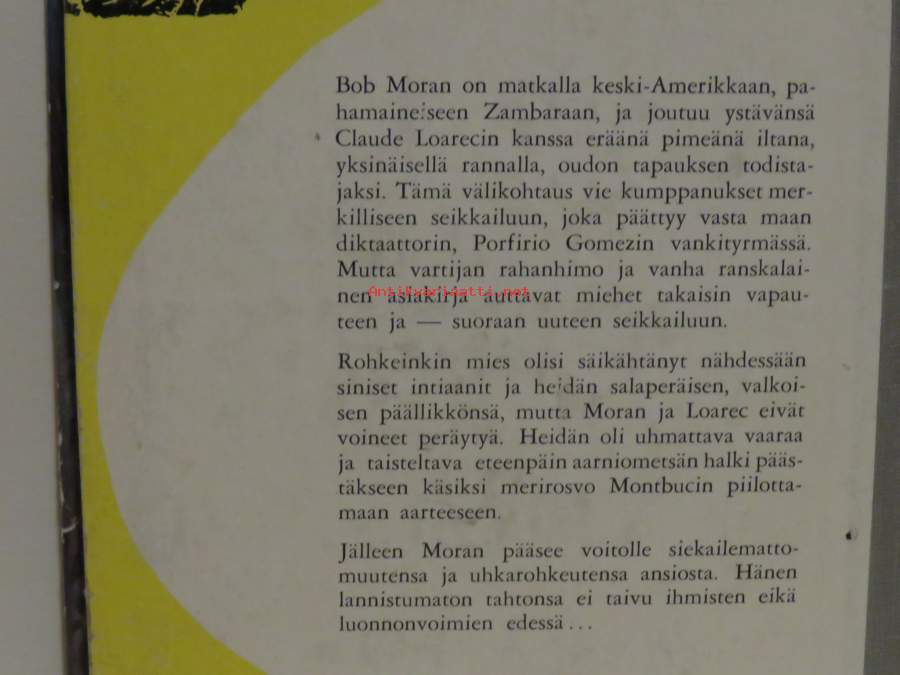 Bob Moran on matkalla keski-Amerikkaan, pa-
hamaineiseen Zambaraan, ja joutuu ystävänsä
Claude Loarecin kanssa eräänä pimeänä iltana,
yksinäisellä rannalla, oudon tapauksen todista-
jaksi. Tämä välikohtaus vie kumppanukset mer-
killiseen seikkailuun, joka päättyy vasta maan
diktaattorin, Porfirio Gomezin vankityrmässä.
Mutta vartijan rahanhimo ja vanha ranskalai-
nen asiakirja auttavat miehet takaisin vapau-
Antikvariaatti.net
teen ja — suoraan uuteen seikkailuun.
Rohkeinkin mies olisi säikähtänyt nähdessään
siniset intiaanit ja heidän salaperäisen, valkoi-
sen päällikkönsä, mutta Moran ja Loarec eivät
voineet peräytyä. Heidän oli uhmattava vaaraa
ja taisteltava eteenpäin aarniometsän halki pääs-
täkseen käsiksi merirosvo Montbucin piilotta-
maan aarteeseen.
Jälleen Moran pääsee voitolle siekailematto-
muutensa ja uhkarohkeutensa ansiosta. Hänen
lannistumaton tahtonsa ei taivu ihmisten eikä
luonnonvoimien edessä...